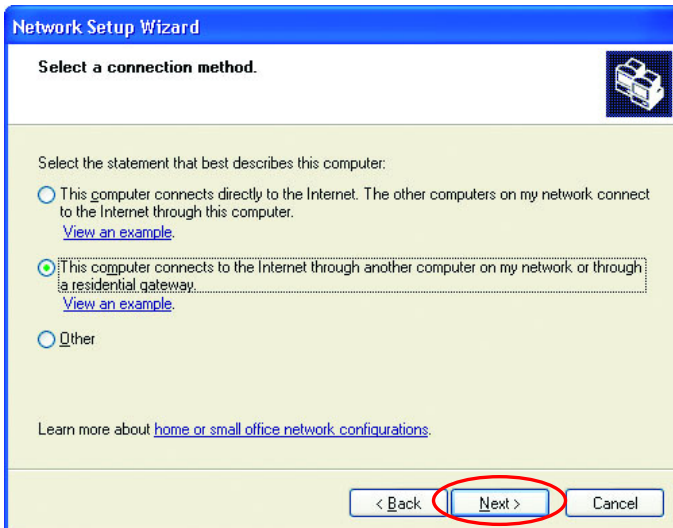 Network Setup Wizard
Select a connection method.
Select the statement that best describes this computer:
This computer connects directly to the Internet. The other computers on my network connect
to the Internet through this computer.
View an example.
This computer connects to the Internet through another computer on my network or through
a residential gateway.
View an example.
Other
Learn more about home or small office network configurations.
< Back
Next >
Cancel